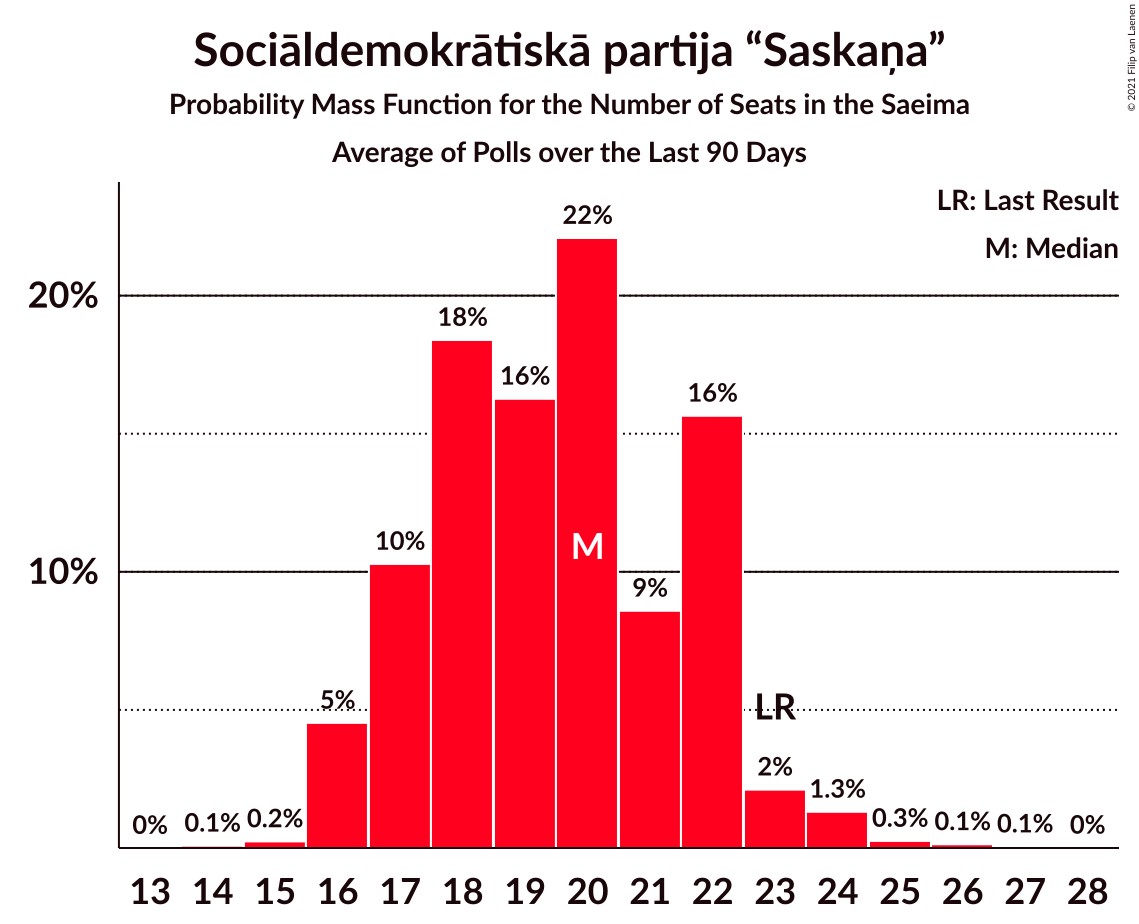 Sociāldemokrātiskā partija “Saskaņa”
Probability Mass Function for the Number of Seats in the Saeima
Average of Polls over the Last 90 Days
© 2021 Filip van Laenen
LR: Last Result
M: Median
20%
10%
0%
0.1%
0.2%
5%
10%
18%
16%
22%
9%
16%
2%
1.3%
0.3%
0.1%
0.1%
0%
M
LR
13 14 15 16 17 18 19 20 21 22 23 24 25 26 27 28